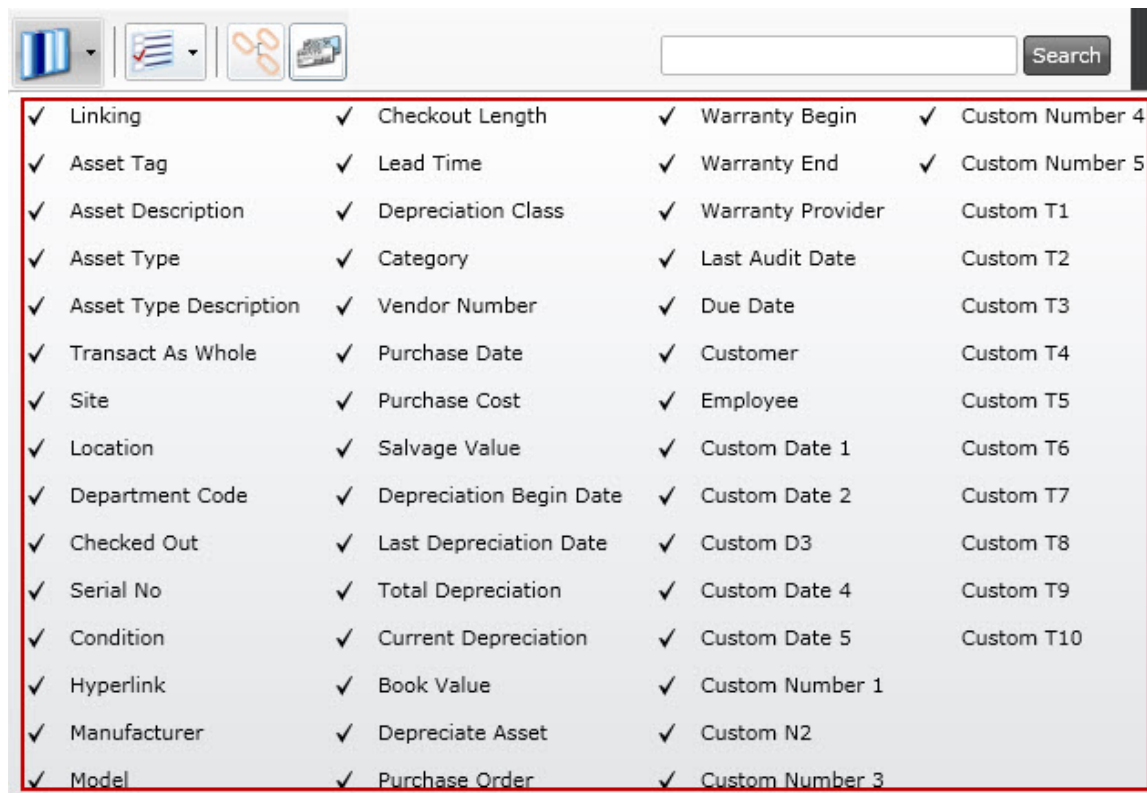 Search
Linking
Asset Tag
Asset Description
Asset Type
Asset Type Description
Transact As Whole
Site
Location
Department Code
Checked Out
Serial No
Condition
Hyperlink
Manufacturer
Model
Checkout Length
Lead Time
Depreciation Class
Category
Vendor Number
Purchase Date
Purchase Cost
Salvage Value
Depreciation Begin Date
Last Depreciation Date
Total Depreciation
Current Depreciation
Book Value
Depreciate Asset
Purchase Order
Warranty Begin
Warranty End
Warranty Provider
Last Audit Date
Due Date
Customer
Employee
Custom Date 1
Custom Date 2
Custom D3
Custom Date 4
Custom Date 5
Custom Number 1
Custom N2
Custom Number 3
Custom Number 4
Custom Number 5
Custom T1
Custom T2
Custom T3
Custom T4
Custom T5
Custom T6
Custom T7
Custom T8
Custom T9
Custom T10